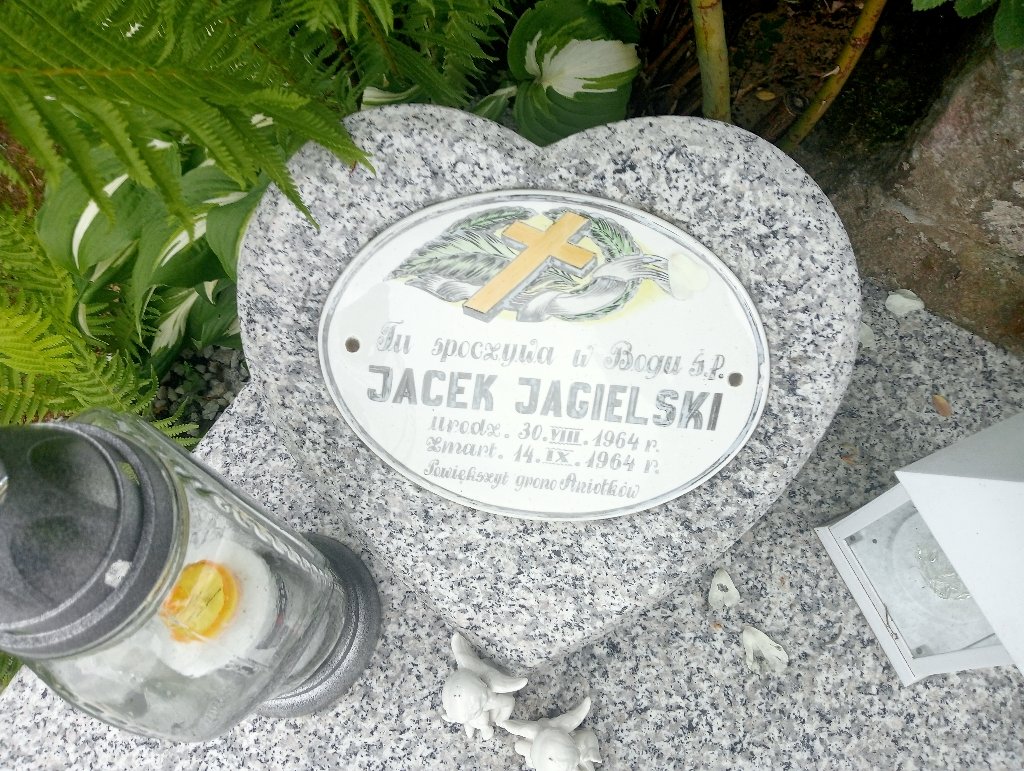 Tu spoczywa w Bogu Ś.P.
JACEK JAGIELSKI
Urodz. 30.VIII.1964 r.
Zmarł. 14.IX.1964 r.
Powiększył grono Aniołków